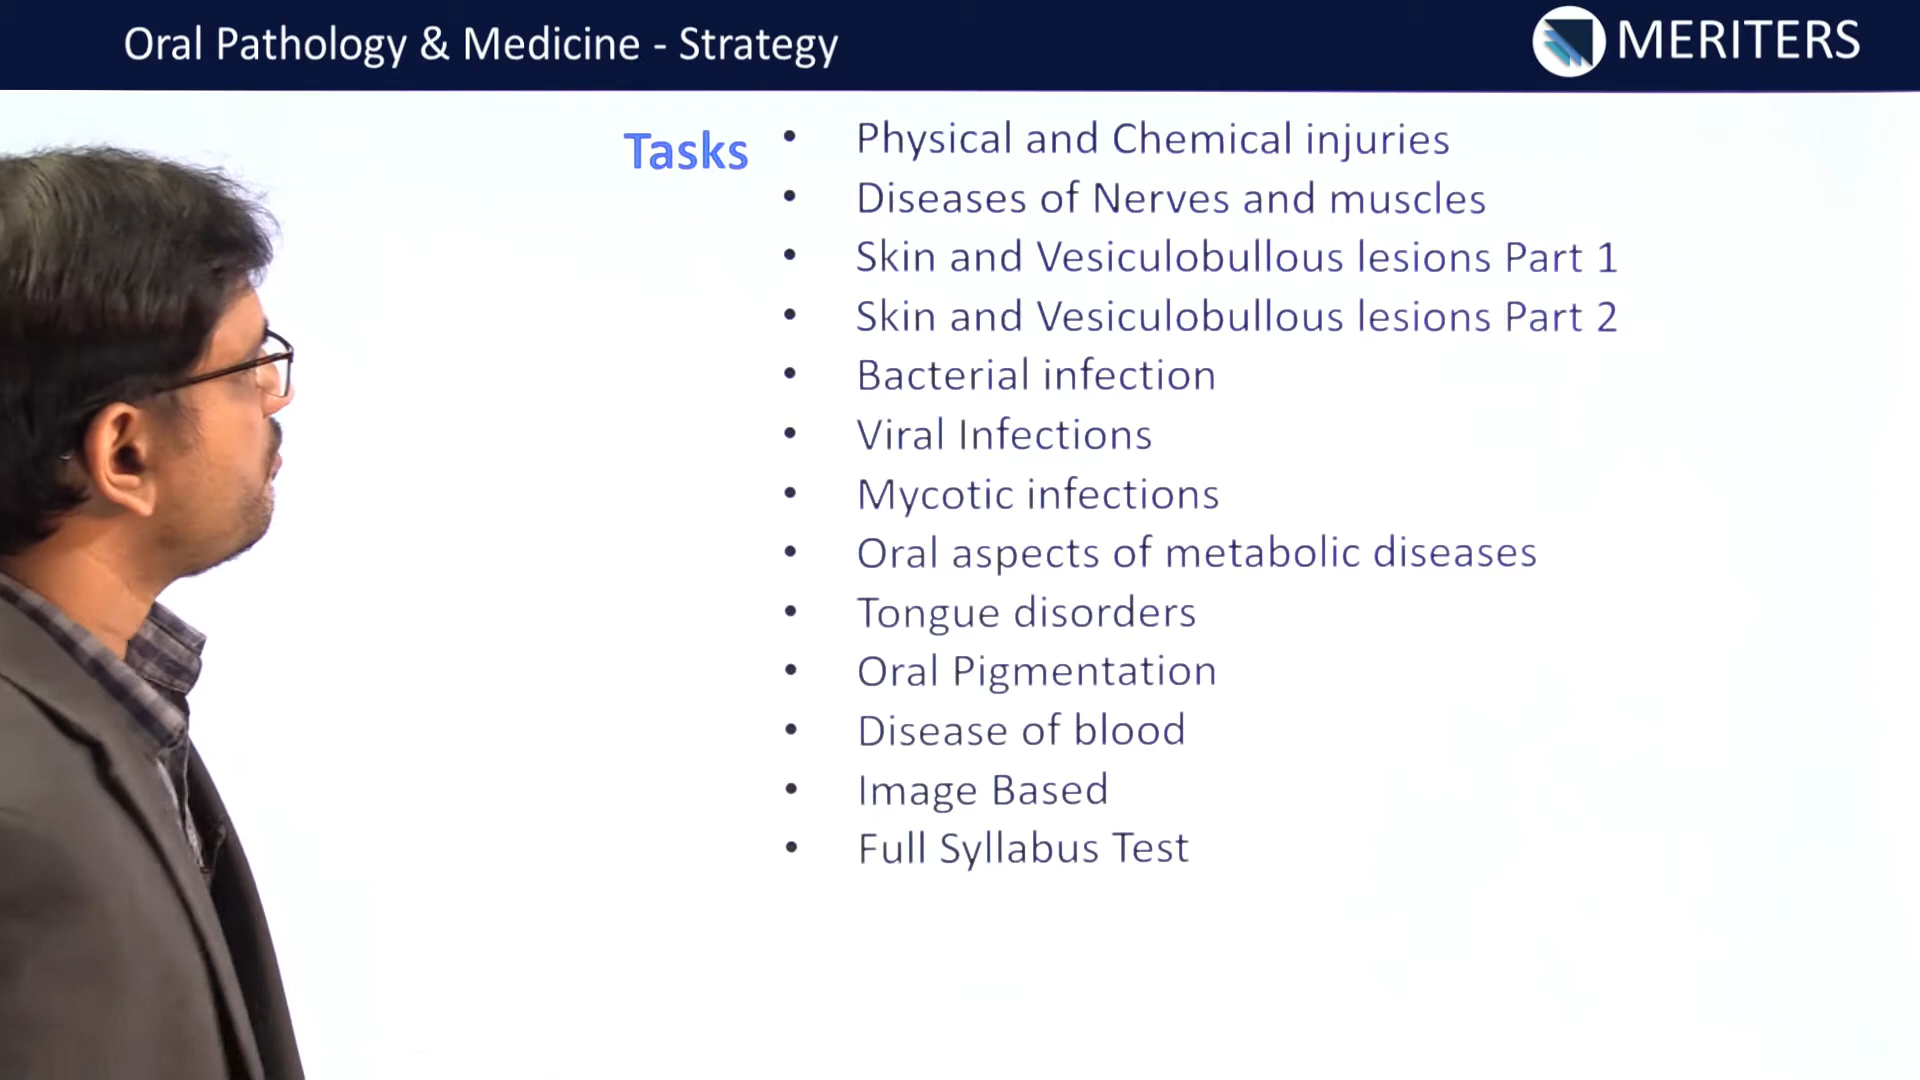 Oral Pathology & Medicine - Strategy
MERITERS
Tasks
• Physical and Chemical injuries
• Diseases of Nerves and muscles
• Skin and Vesiculobullous lesions Part 1
• Skin and Vesiculobullous lesions Part 2
• Bacterial infection
• Viral Infections
• Mycotic infections
• Oral aspects of metabolic diseases
• Tongue disorders
• Oral Pigmentation
• Disease of blood
• Image Based
• Full Syllabus Test